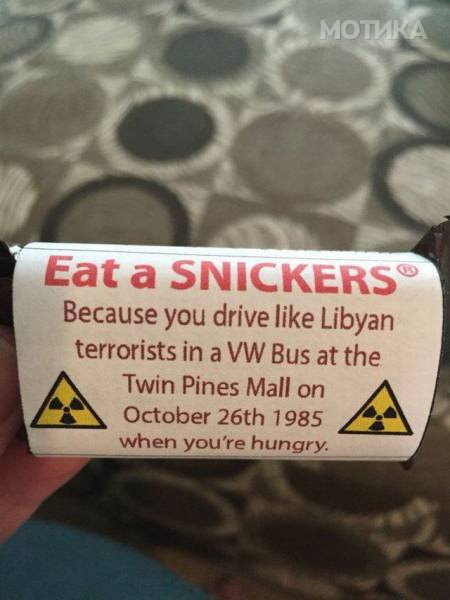 МОТИКА
Eat a SNICKERS®
Because you drive like Libyan
terrorists in a VW Bus at the
Twin Pines Mall on
October 26th 1985
when you're hungry.